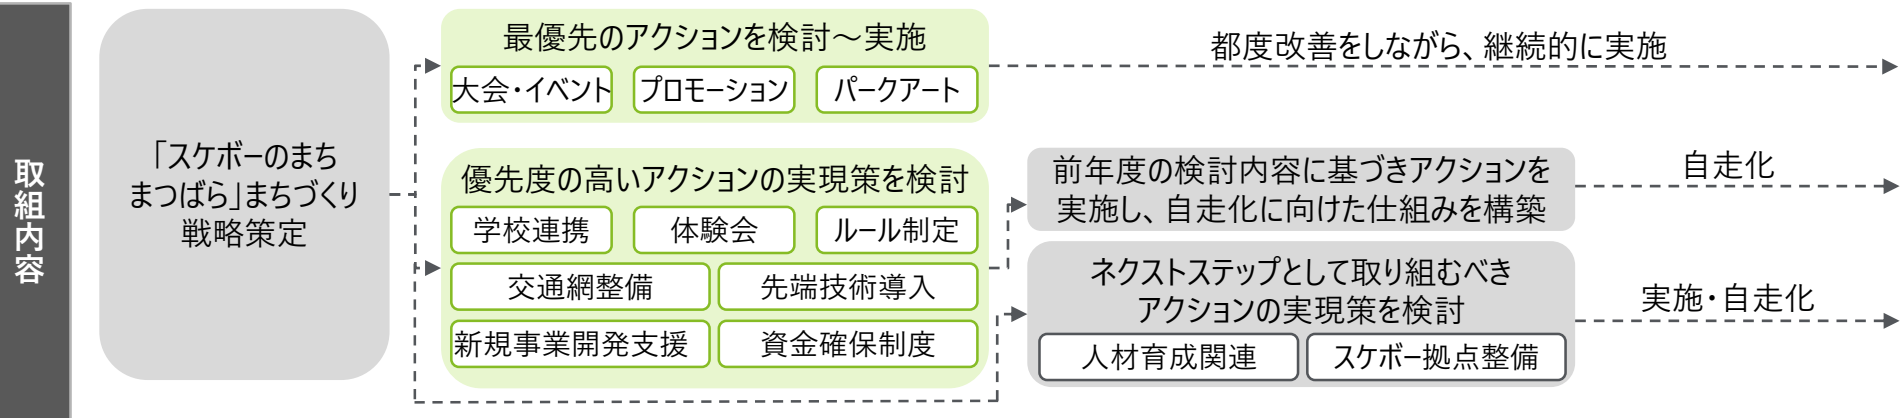 取組内容
「スケボーのまち
まつばら」まちづくり
戦略策定
最優先のアクションを検討～実施
大会・イベント
プロモーション
パークアート
都度改善をしながら、継続的に実施
優先度の高いアクションの実現策を検討
学校連携
体験会
ルール制定
交通網整備
先端技術導入
新規事業開発支援
資金確保制度
前年度の検討内容に基づきアクションを
実施し、自走化に向けた仕組みを構築
自走化
ネクストステップとして取り組むべき
アクションの実現策を検討
人材育成関連
スケボー拠点整備
実施・自走化